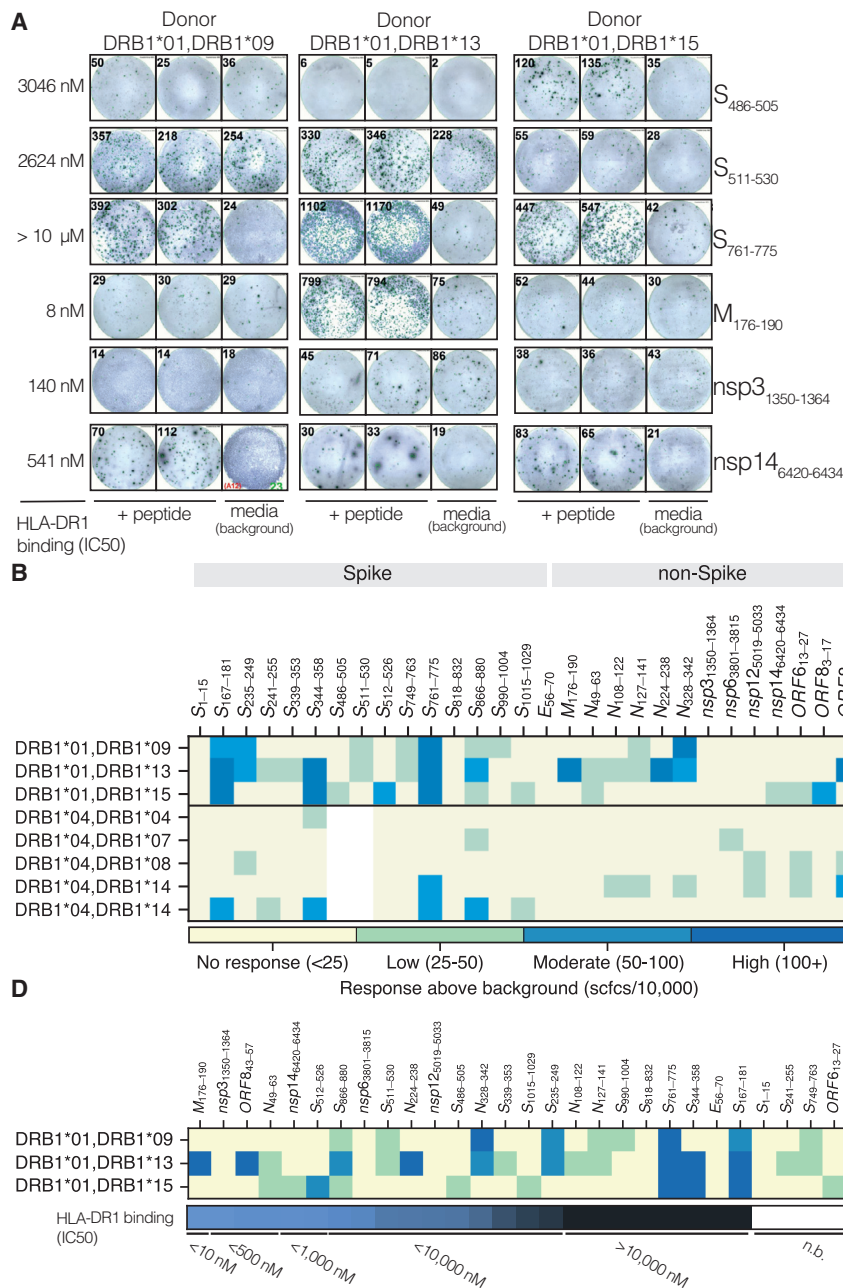 A
Donor
DRB1*01,DRB1*09
Donor
DRB1*01,DRB1*13
Donor
DRB1*01,DRB1*15
3046 nM
50 25 36
6 5 2
120 135 35
S486-505
2624 nM
357 218 254
330 346 228
55 59 28
S511-530
> 10 µM
392 302 24
1102 1170 49
447 547 42
S761-775
8 nM
29 30 29
799 794 75
52 44 30
M176-190
140 nM
14 14 18
45 71 86
38 36 43
nsp31350-1364
541 nM
70 112 (A12) 23
30 33 19
83 65 21
nsp146420-6434
HLA-DR1
binding (IC50)
+ peptide
media
(background)
+ peptide
media
(background)
+ peptide
media
(background)
B
Spike
non-Spike
S1–15
S167–181
S235–249
S241–255
S339–353
S344–358
S486–505
S511–530
S512–526
S749–763
S761–775
S818–832
S866–880
S990–1004
S1015–1029
E56–70
M176–190
N49–63
N108–122
N127–141
N224–238
N328–342
nsp31350–1364
nsp63801–3815
nsp125019–5033
nsp146420–6434
ORF613–27
ORF83–17
DRB1*01,DRB1*09
DRB1*01,DRB1*13
DRB1*01,DRB1*15
DRB1*04,DRB1*04
DRB1*04,DRB1*07
DRB1*04,DRB1*08
DRB1*04,DRB1*14
DRB1*04,DRB1*14
No response (<25)
Low (25-50)
Moderate (50-100)
High (100+)
Response above background (scfcs/10,000)
D
M176–190
nsp31350–1364
ORF843–57
N49–63
nsp146420–6434
S512–526
S866–880
nsp63801–3815
S511–530
N224–238
nsp125019–5033
S486–505
N328–342
S339–353
S1015–1029
S235–249
N108–122
N127–141
S990–1004
S818–832
S761–775
S344–358
E56–70
S167–181
S1–15
S241–255
S749–763
ORF613–27
DRB1*01,DRB1*09
DRB1*01,DRB1*13
DRB1*01,DRB1*15
HLA-DR1 binding
(IC50)
<10 nM
<500 nM
<1,000 nM
<10,000 nM
>10,000 nM
n.b.